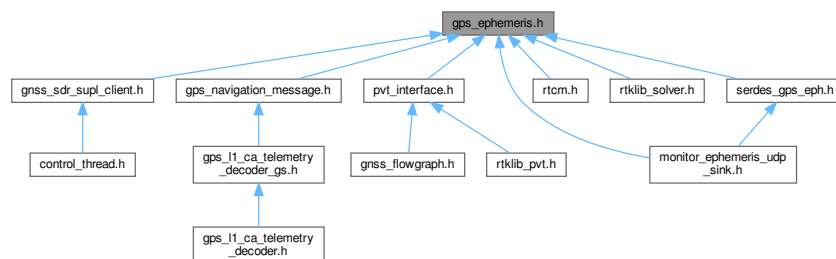 gps_ephemeris.h
gnss_sdr_supl_client.h
gps_navigation_message.h
pvt_interface.h
rtcm.h
rtklib_solver.h
serdes_gps_eph.h
control_thread.h
gps_l1_ca_telemetry
_decoder_gs.h
gnss_flowgraph.h
rtklib_pvt.h
monitor_ephemeris_udp
_sink.h
gps_l1_ca_telemetry
_decoder.h